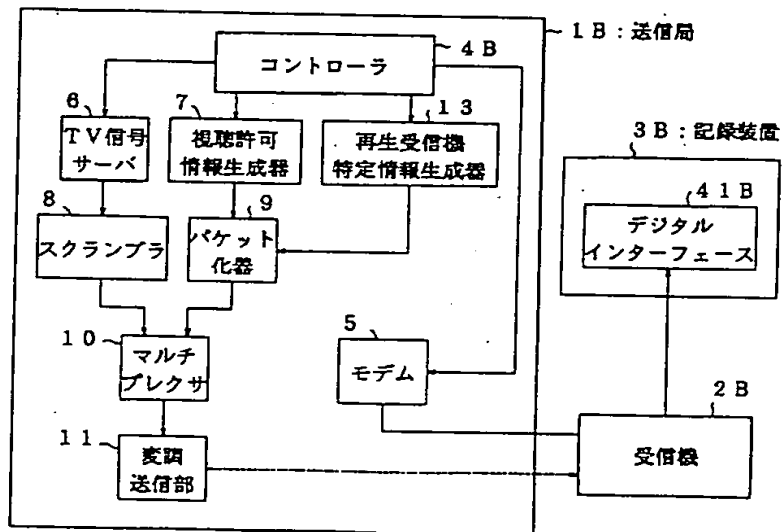 1B：送信局
4B
コントローラ
6
TV信号
サーバ
7
視聴許可
情報生成器
13
再生受信機
特定情報生成器
3B：記録装置
41B
デジタル
インターフェース
8
スクランブラ
9
パケット
化器
10
マルチ
プレクサ
5
モデム
2B
受信機
11
変調
送信部